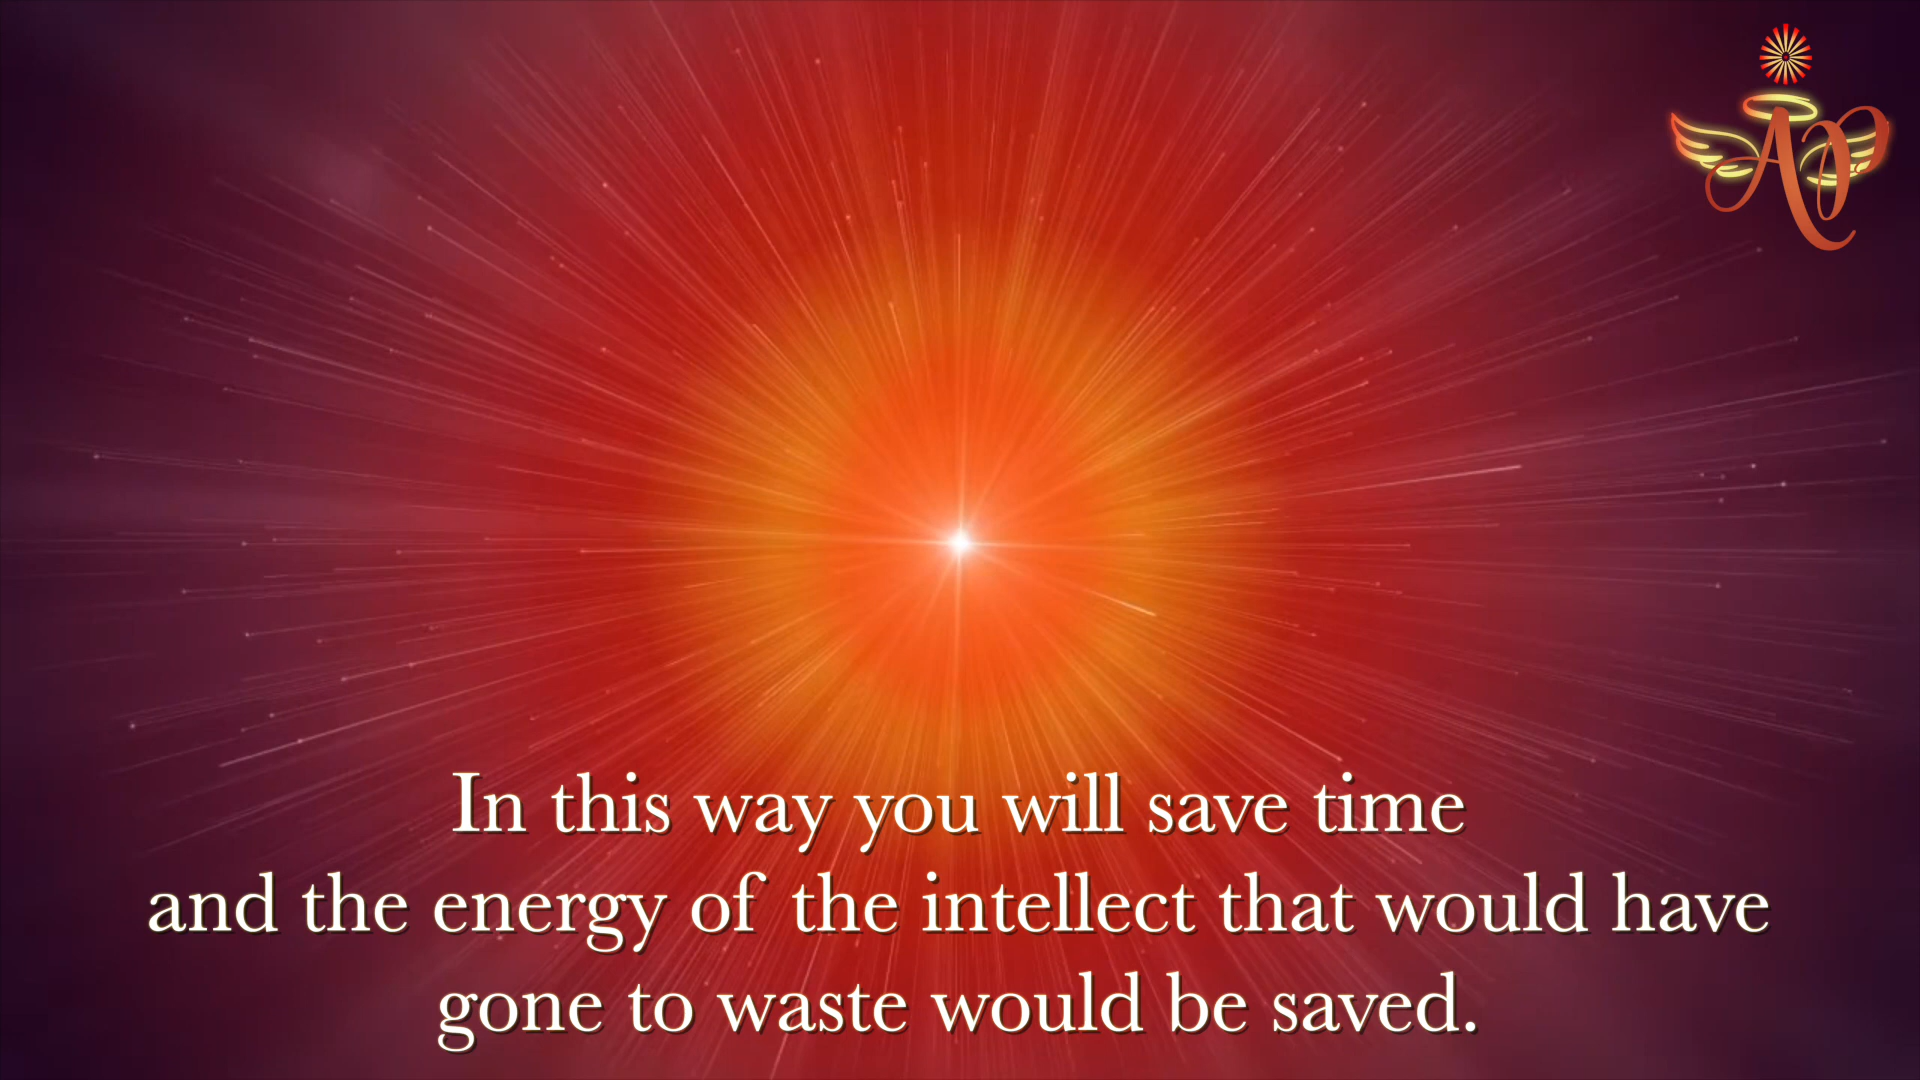 AP
In this way you will save time
and the energy of the intellect that would have
gone to waste would be saved.